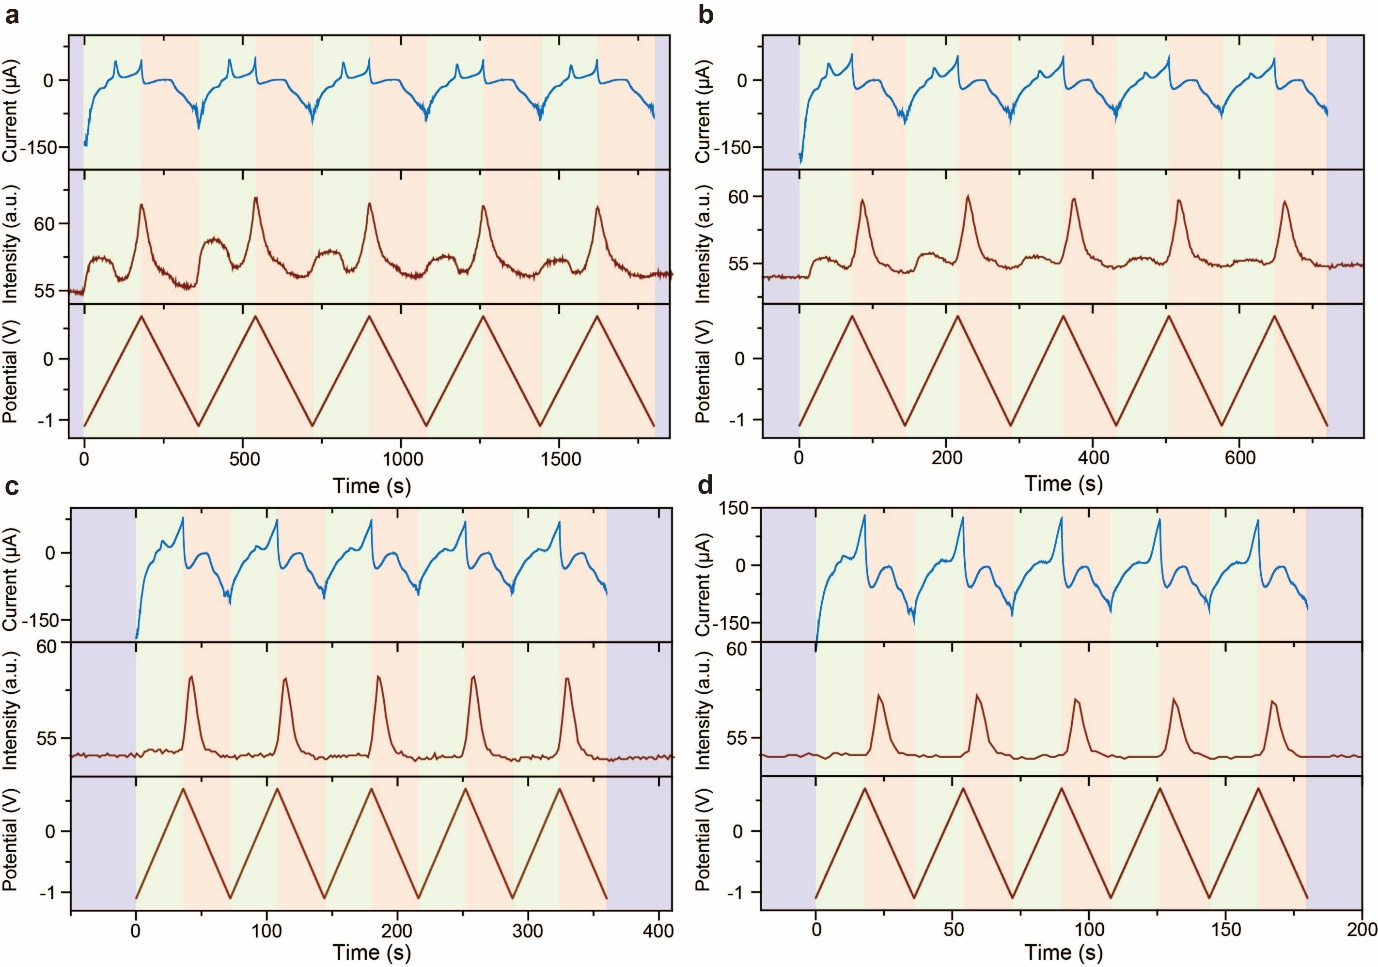 a
Current (μA)
0
-150
Intensity (a.u.)
60
55
Potential (V)
0
-1
0 500 1000 1500
Time (s)
b
Current (μA)
0
-150
Intensity (a.u.)
60
55
Potential (V)
0
-1
0 200 400 600
Time (s)
c
Current (μA)
0
-150
Intensity (a.u.)
60
55
Potential (V)
0
-1
0 100 200 300 400
Time (s)
d
Current (μA)
150
0
-150
Intensity (a.u.)
60
55
Potential (V)
0
-1
0 50 100 150 200
Time (s)